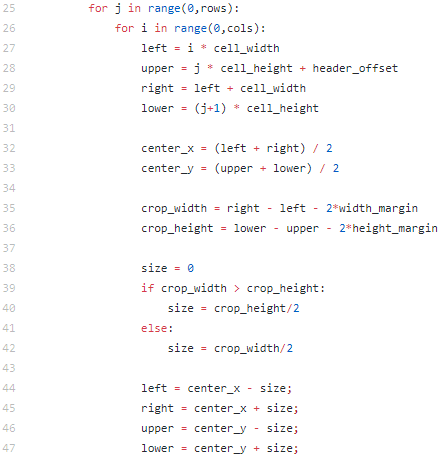 25 for j in range(0,rows):
26     for i in range(0,cols):
27         left = i * cell_width
28         upper = j * cell_height + header_offset
29         right = left + cell_width
30         lower = (j+1) * cell_height
31
32         center_x = (left + right) / 2
33         center_y = (upper + lower) / 2
34
35         crop_width = right - left - 2*width_margin
36         crop_height = lower - upper - 2*height_margin
37
38         size = 0
39         if crop_width > crop_height:
40             size = crop_height/2
41         else:
42             size = crop_width/2
43
44         left = center_x - size;
45         right = center_x + size;
46         upper = center_y - size;
47         lower = center_y + size;